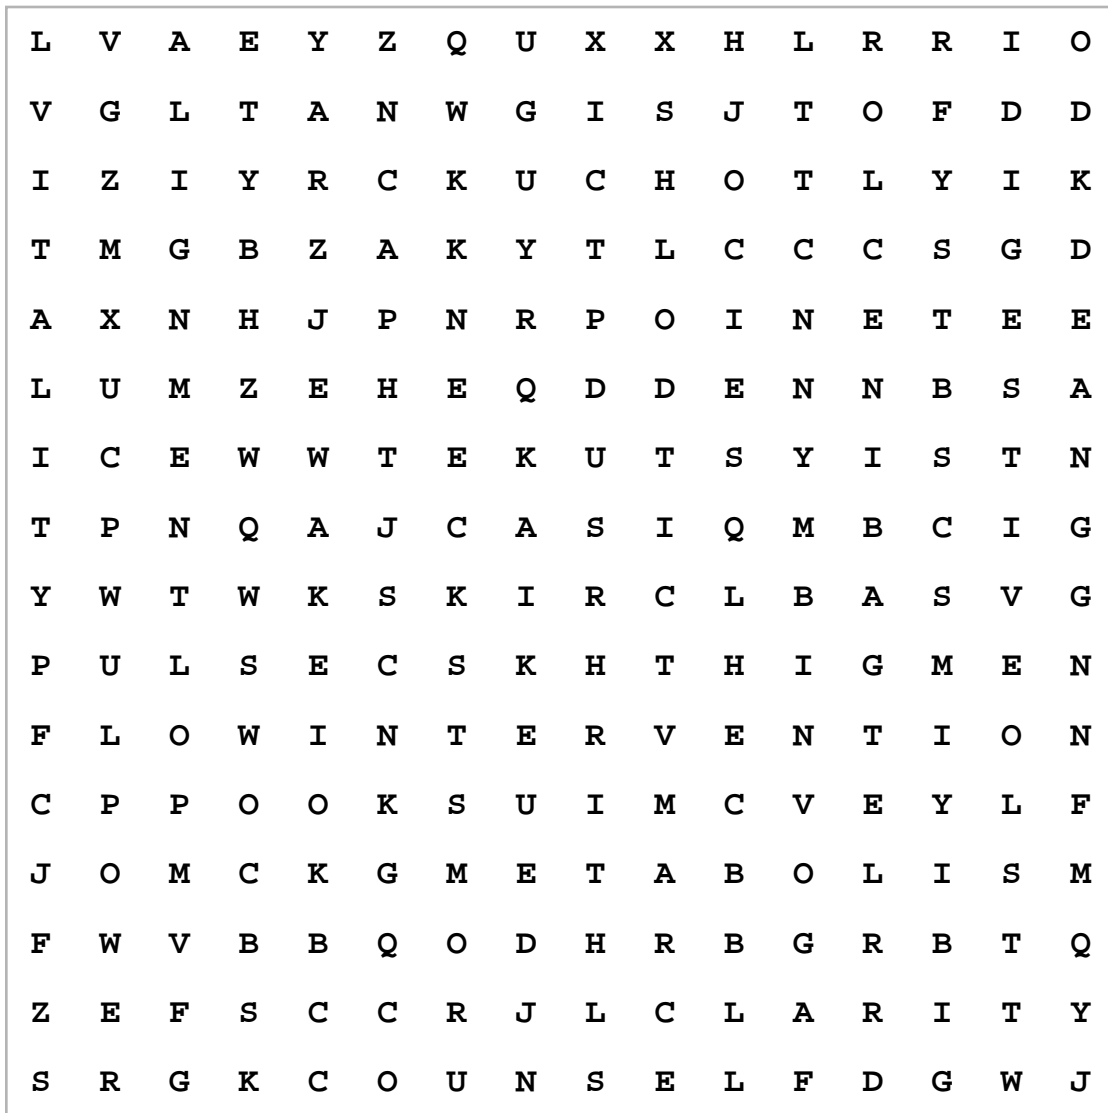 L V A E Y Z Q U X X H L R R I O
V G L T A N W G I S J T O F D D
I Z I Y R C K U C H O T L Y I K
T M G B Z A K Y T L C C C S G D
A X N H J P N R P O I N E T E E
L U M Z E H E Q D D E N N B S A
I C E W W T E K U T S Y I S T N
T P N Q A J C A S I Q M B C I G
Y W T W K S K I R C L B A S V G
P U L S E C S K H T H I G M E N
F L O W I N T E R V E N T I O N
C P P O O K S U I M C V E Y L F
J O M C K G M E T A B O L I S M
F W V B B Q O D H R B G R B T Q
Z E F S C C R J L C L A R I T Y
S R G K C O U N S E L F D G W J